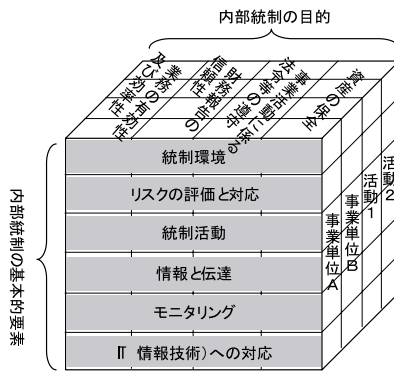 内部統制の目的
業務の有効性
及び効率性
財務報告の
信頼性
事業活動に係る
法令等の遵守
資産の保全
内部統制の基本的要素
統制環境
リスクの評価と対応
統制活動
情報と伝達
モニタリング
IT 情報技術)への対応
事業単位A
事業単位B
活動1
活動2